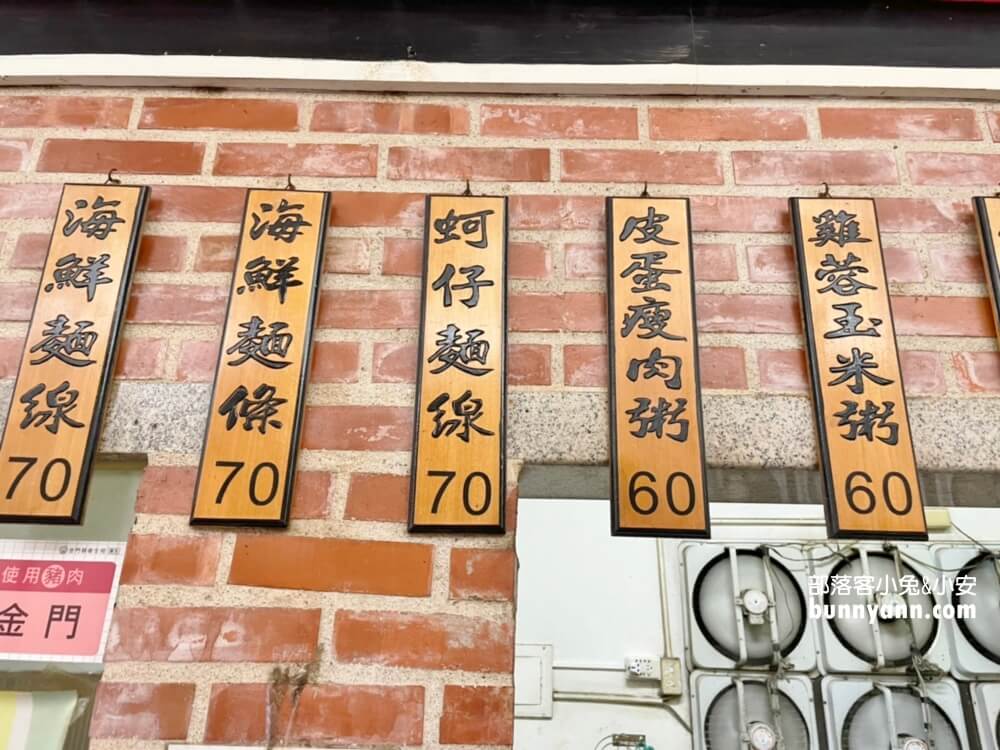 海鮮麵線
70
海鮮麵條
70
蚵仔麵線
70
皮蛋瘦肉粥
60
雞蓉玉米粥
60
使用豬肉
金門
部落客小兔&小安
bunnyann.com